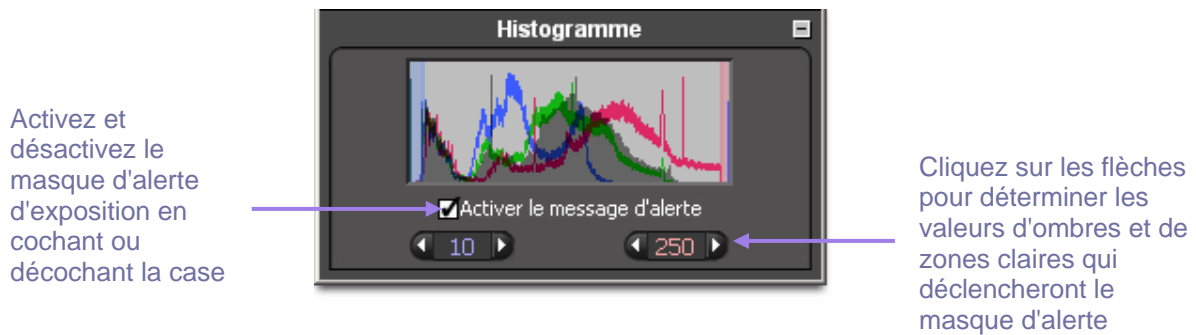 Histogramme
Activez et
désactivez le
masque d'alerte
d'exposition en
cochant ou
décochant la case
Activer le message d'alerte
10
250
Cliquez sur les flèches
pour déterminer les
valeurs d'ombres et de
zones claires qui
déclencheront le
masque d'alerte